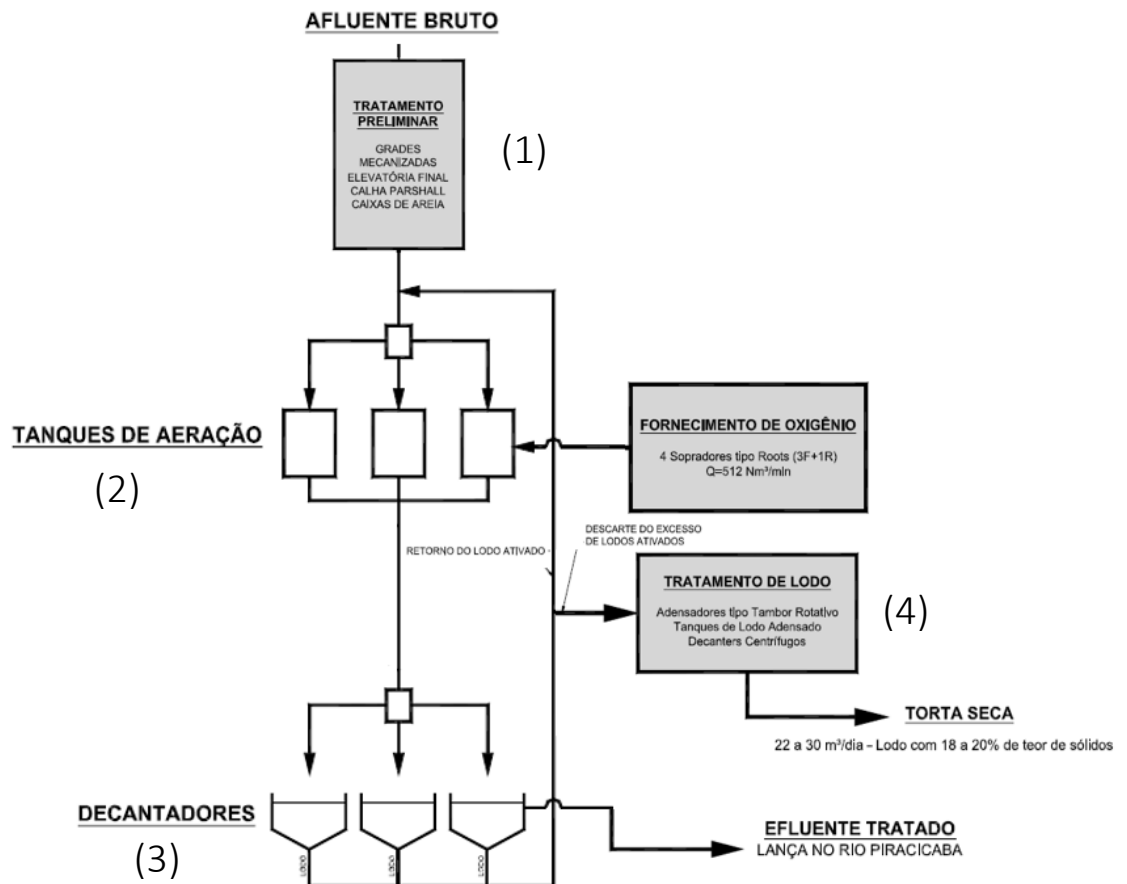 AFLUENTE BRUTO
TRATAMENTO
PRELIMINAR
GRADES
MECANIZADAS
ELEVATÓRIA FINAL
CALHA PARSHALL
CAIXAS DE AREIA
(1)
TANQUES DE AERAÇÃO
(2)
FORNECIMENTO DE OXIGÊNIO
4 Sopradores tipo Roots (3F+1R)
Q=512 Nm³/min
RETORNO DO LODO ATIVADO
DESCARTE DO EXCESSO
DE LODOS ATIVADOS
TRATAMENTO DE LODO
Adensadores tipo Tambor Rotativo
Tanques de Lodo Adensado
Decanters Centrífugos
(4)
TORTA SECA
22 a 30 m³/dia – Lodo com 18 a 20% de teor de sólidos
DECANTADORES
(3)
LODO
LODO
LODO
EFLUENTE TRATADO
LANÇA NO RIO PIRACICABA